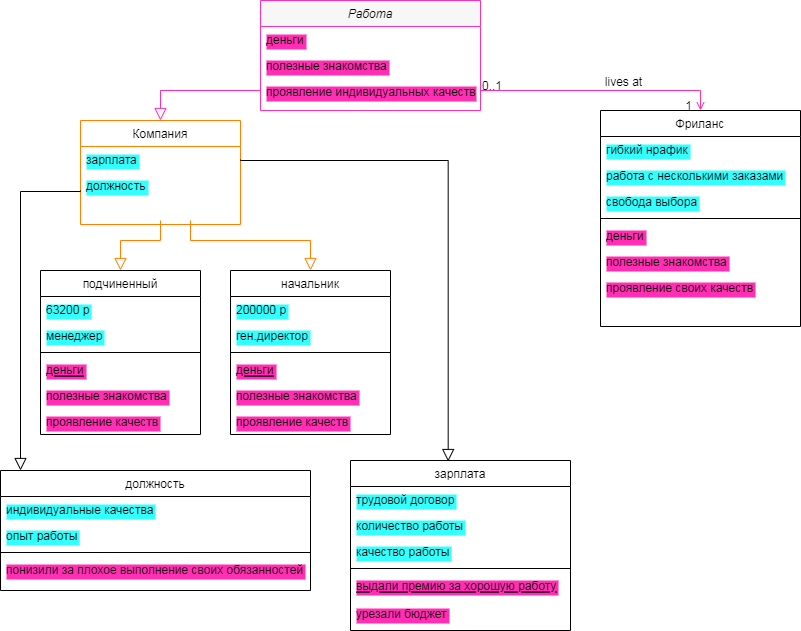 Работа
деньги
полезные знакомства
проявление индивидуальных качеств
0..1
lives at
1
Компания
зарплата
должность
Фриланс
гибкий нрафик
работа с несколькими заказами
свобода выбора
деньги
полезные знакомства
проявление своих качеств
подчиненный
63200 р
менеджер
деньги
полезные знакомства
проявление качеств
начальник
200000 р
ген.директор
деньги
полезные знакомства
проявление качеств
должность
индивидуальные качества
опыт работы
понизили за плохое выполнение своих обязанностей
зарплата
трудовой договор
количество работы
качество работы
выдали премию за хорошую работу
урезали бюджет